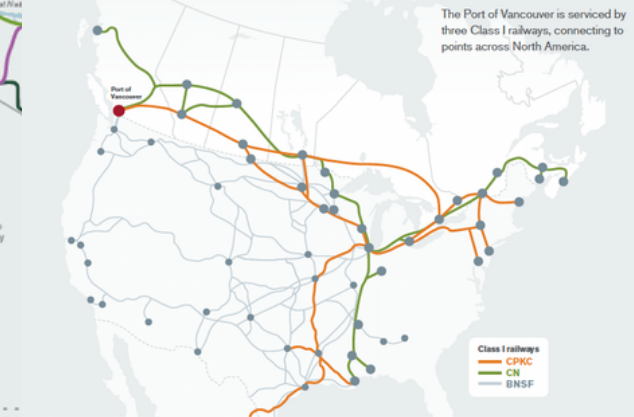 The Port of Vancouver is serviced by
three Class I railways, connecting to
points across North America.
Port of
Vancouver
Class I railways
CPKC
CN
BNSF